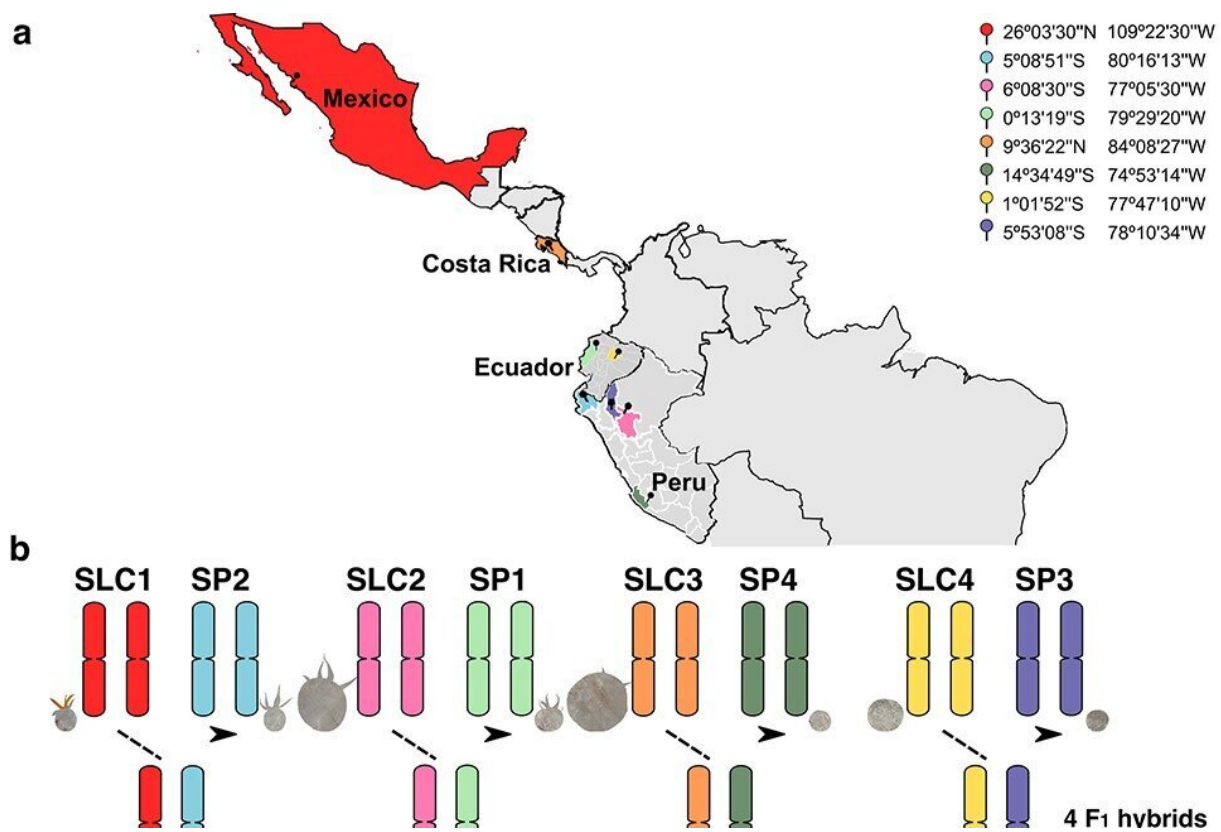 a
26º03'30"N 109º22'30"W
5º08'51"S 80º16'13"W
6º08'30"S 77º05'30"W
0º13'19"S 79º29'20"W
9º36'22"N 84º08'27"W
14º34'49"S 74º53'14"W
1º01'52"S 77º47'10"W
5º53'08"S 78º10'34"W
Mexico
Costa Rica
Ecuador
Peru
b
SLC1 SP2 SLC2 SP1 SLC3 SP4 SLC4 SP3
4 F1 hybrids